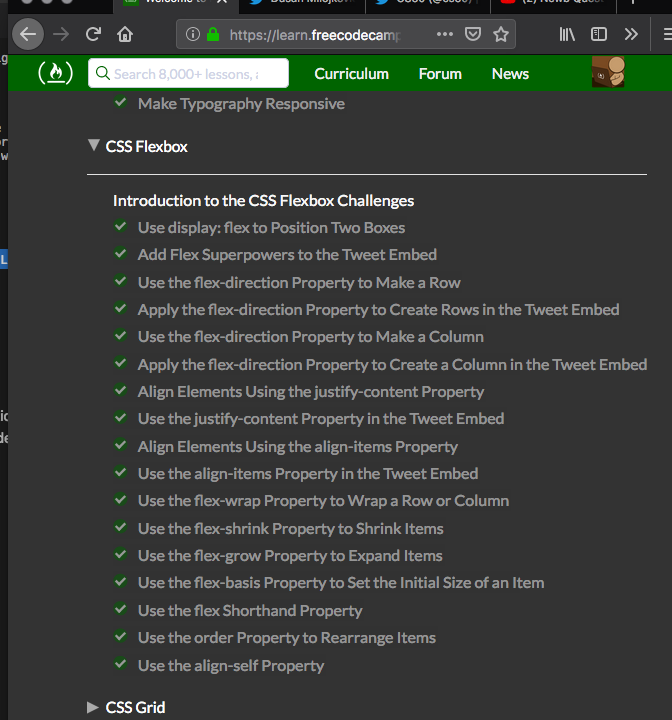 Welcome to
https://learn.freecodecamp
Search 8,000+ lessons, a
Curriculum
Forum
News
Make Typography Responsive
CSS Flexbox
Introduction to the CSS Flexbox Challenges
Use display: flex to Position Two Boxes
Add Flex Superpowers to the Tweet Embed
Use the flex-direction Property to Make a Row
Apply the flex-direction Property to Create Rows in the Tweet Embed
Use the flex-direction Property to Make a Column
Apply the flex-direction Property to Create a Column in the Tweet Embed
Align Elements Using the justify-content Property
Use the justify-content Property in the Tweet Embed
Align Elements Using the align-items Property
Use the align-items Property in the Tweet Embed
Use the flex-wrap Property to Wrap a Row or Column
Use the flex-shrink Property to Shrink Items
Use the flex-grow Property to Expand Items
Use the flex-basis Property to Set the Initial Size of an Item
Use the flex Shorthand Property
Use the order Property to Rearrange Items
Use the align-self Property
CSS Grid